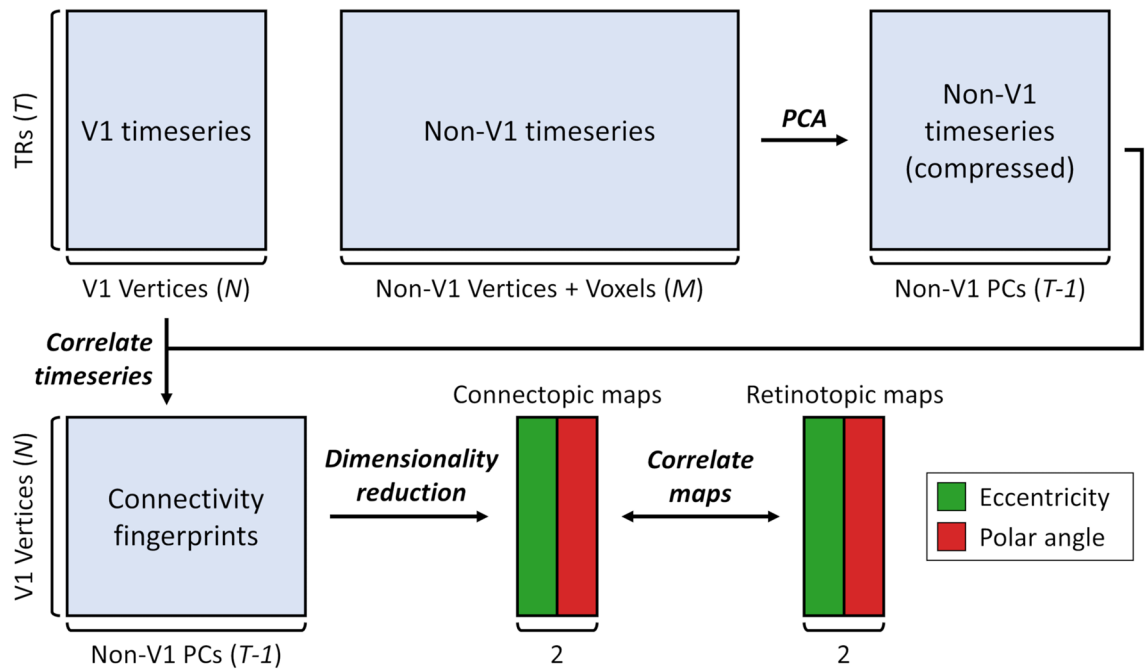 TRs (T)
V1 timeseries
Non-V1 timeseries
PCA
Non-V1
timeseries
(compressed)
V1 Vertices (N)
Non-V1 Vertices + Voxels (M)
Non-V1 PCs (T-1)
Correlate
timeseries
V1 Vertices (N)
Connectivity
fingerprints
Non-V1 PCs (T-1)
Dimensionality
reduction
Connectopic maps
2
Correlate
maps
Retinotopic maps
2
Eccentricity
Polar angle